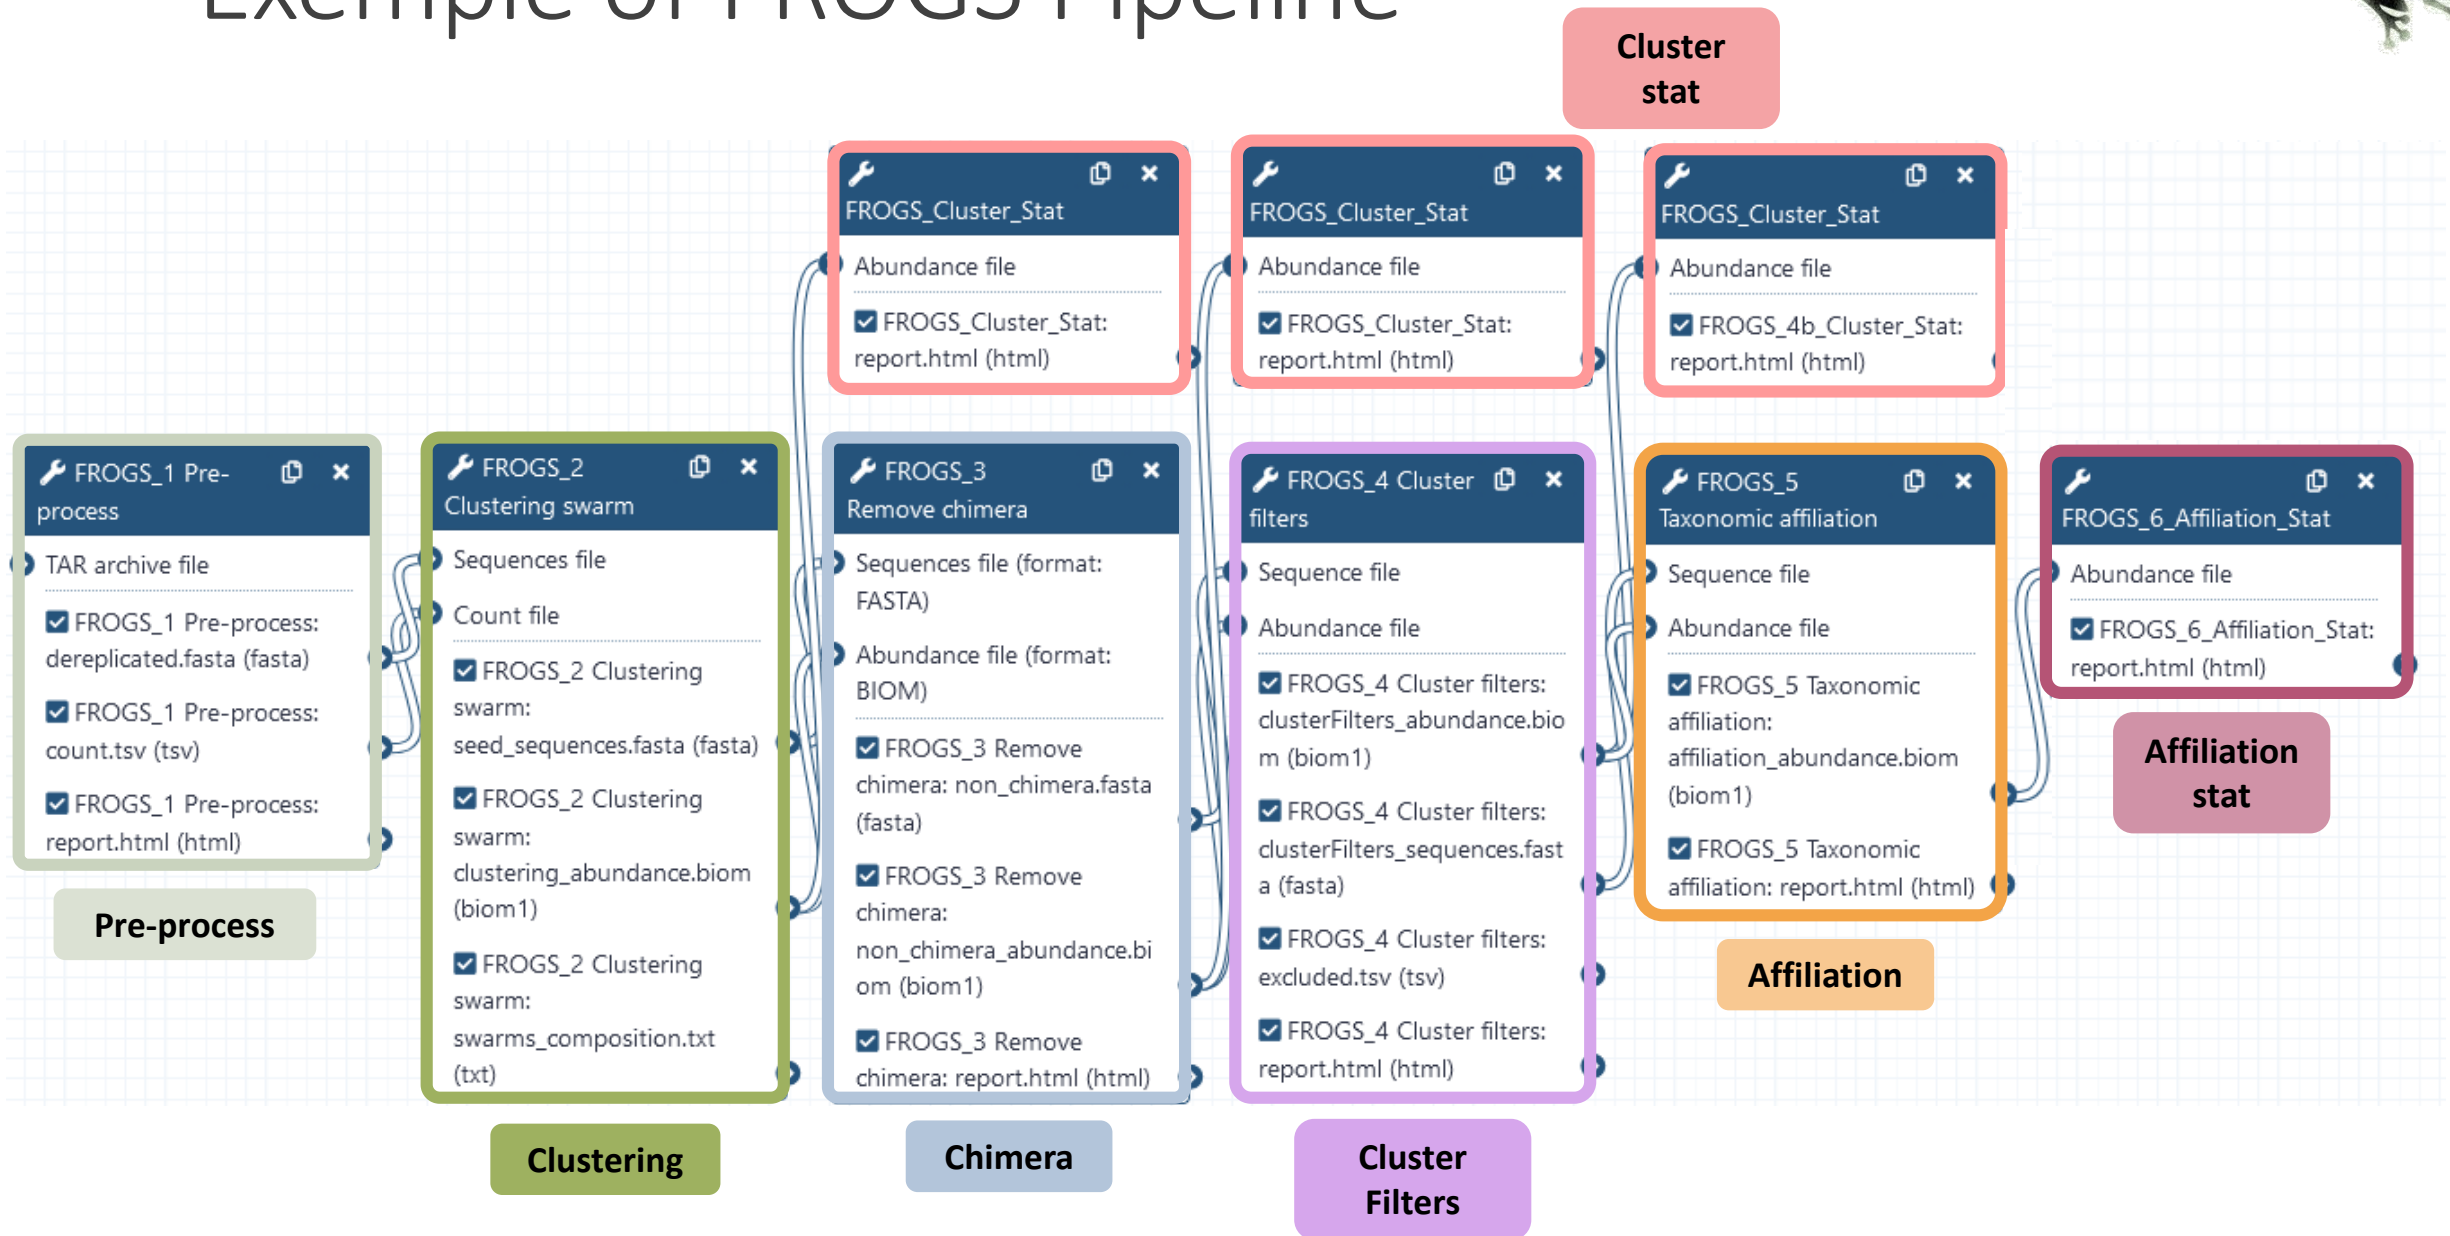 Exemple of FROGS Pipeline
Cluster
stat
FROGS_Cluster_Stat
Abundance file
FROGS_Cluster_Stat:
report.html (html)
FROGS_Cluster_Stat
Abundance file
FROGS_Cluster_Stat:
report.html (html)
FROGS_Cluster_Stat
Abundance file
FROGS_4b_Cluster_Stat:
report.html (html)
FROGS_1 Pre-
process
TAR archive file
FROGS_1 Pre-process:
dereplicated.fasta (fasta)
FROGS_1 Pre-process:
count.tsv (tsv)
FROGS_1 Pre-process:
report.html (html)
Pre-process
FROGS_2
Clustering swarm
Sequences file
Count file
FROGS_2 Clustering
swarm:
seed_sequences.fasta (fasta)
FROGS_2 Clustering
swarm:
clustering_abundance.biom
(biom1)
FROGS_2 Clustering
swarm:
swarms_composition.txt
(txt)
Clustering
FROGS_3
Remove chimera
Sequences file (format:
FASTA)
Abundance file (format:
BIOM)
FROGS_3 Remove
chimera: non_chimera.fasta
(fasta)
FROGS_3 Remove
chimera:
non_chimera_abundance.bi
om (biom1)
FROGS_3 Remove
chimera: report.html (html)
Chimera
FROGS_4 Cluster
filters
Sequence file
Abundance file
FROGS_4 Cluster filters:
clusterFilters_abundance.bio
m (biom1)
FROGS_4 Cluster filters:
clusterFilters_sequences.fast
a (fasta)
FROGS_4 Cluster filters:
excluded.tsv (tsv)
FROGS_4 Cluster filters:
report.html (html)
Cluster
Filters
FROGS_5
Taxonomic affiliation
Sequence file
Abundance file
FROGS_5 Taxonomic
affiliation:
affiliation_abundance.biom
(biom1)
FROGS_5 Taxonomic
affiliation: report.html (html)
Affiliation
FROGS_6_Affiliation_Stat
Abundance file
FROGS_6_Affiliation_Stat:
report.html (html)
Affiliation
stat